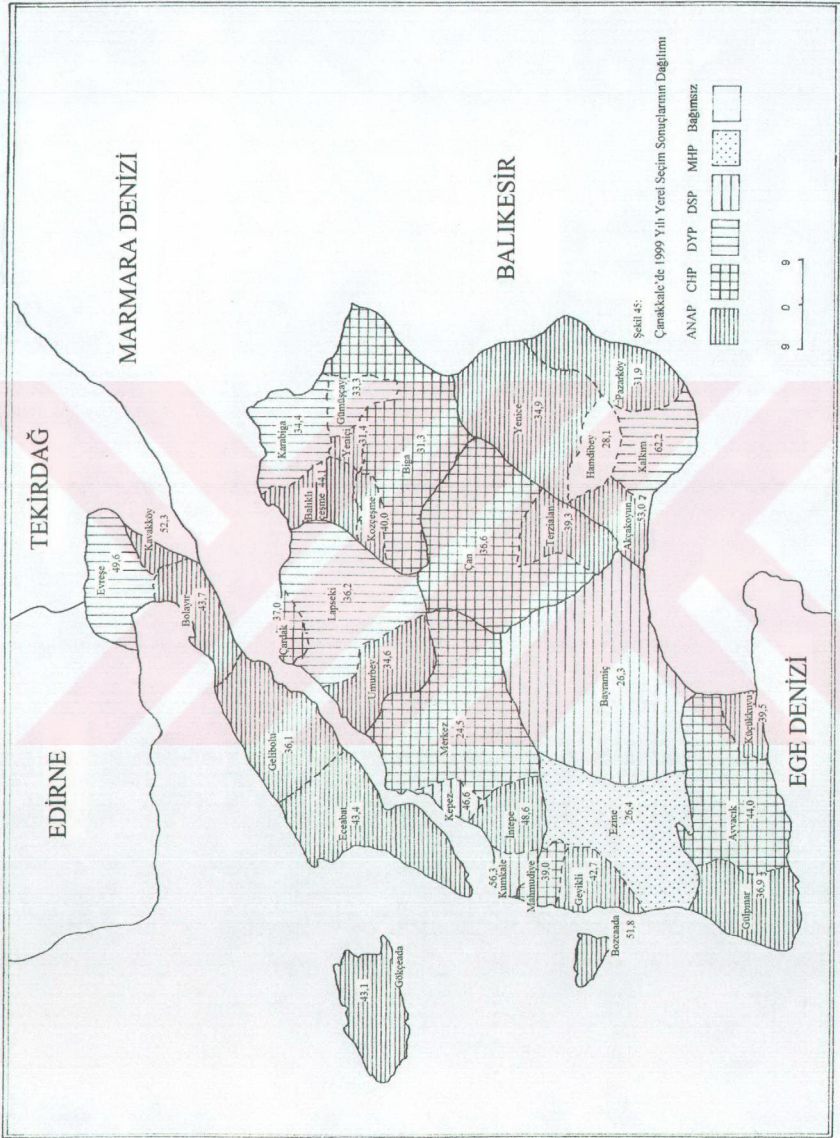 EDİRNE
TEKİRDAĞ
MARMARA DENİZİ
BALIKESİR
EGE DENİZİ
Evreşe
49,6
Kavakköy
52,3
Bolayır
43,7
Gelibolu
36,1
Eceabat
43,4
43,1
Gökçeada
Bozcaada
51,8
Karabiga
34,4
Gümüşçay
33,3
Yeniçi
31,4
Balıklı
çeşme 44,1
Kozçeşme
40,0
Biga
31,3
37,0
Çardak
Lapseki
36,2
Umurbey
34,6
Merkez
24,5
Kepez
46,6
İntepe
48,6
56,3
Kumkale
Mahmudiye
39,0
Geyikli
42,7
Ezine
26,4
Bayramiç
26,3
Çan
36,6
Terzialan
39,3
Yenice
34,9
Pazarköy
31,9
Hamdibey
28,1
Kalkım
62,2
Akçakoyun
53,0
Ayvacık
44,0
Küçükkuyu
39,5
Gülpınar
36,9
Şekil 45:
Çanakkale'de 1999 Yılı Yerel Seçim Sonuçlarının Dağılımı
ANAP CHP DYP DSP MHP Bağımsız
9 0 9